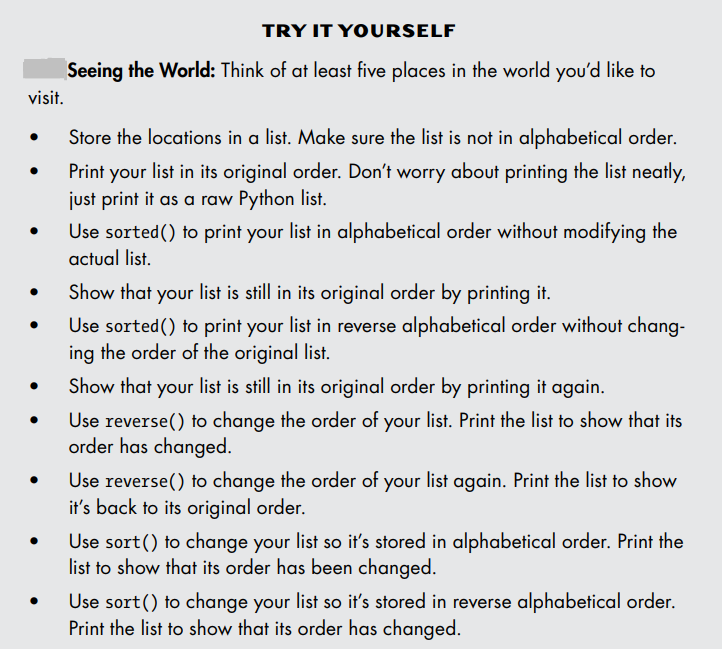 TRY IT YOURSELF
Seeing the World: Think of at least five places in the world you’d like to
visit.
• Store the locations in a list. Make sure the list is not in alphabetical order.
• Print your list in its original order. Don’t worry about printing the list neatly,
just print it as a raw Python list.
• Use sorted() to print your list in alphabetical order without modifying the
actual list.
• Show that your list is still in its original order by printing it.
• Use sorted() to print your list in reverse alphabetical order without chang-
ing the order of the original list.
• Show that your list is still in its original order by printing it again.
• Use reverse() to change the order of your list. Print the list to show that its
order has changed.
• Use reverse() to change the order of your list again. Print the list to show
it’s back to its original order.
• Use sort() to change your list so it’s stored in alphabetical order. Print the
list to show that its order has been changed.
• Use sort() to change your list so it’s stored in reverse alphabetical order.
Print the list to show that its order has changed.